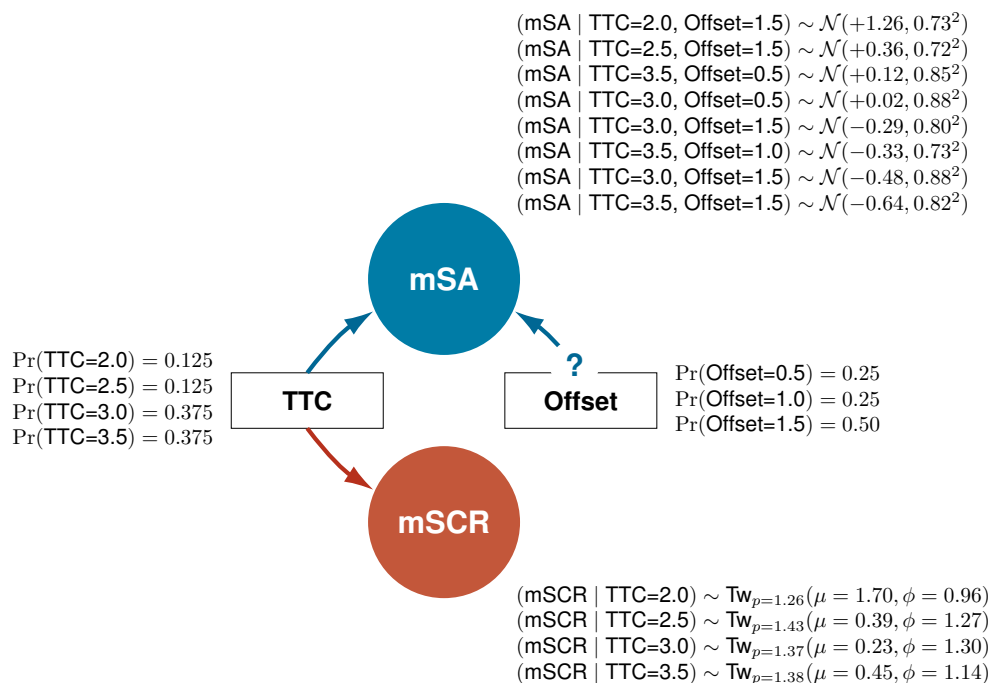 (mSA | TTC=2.0, Offset=1.5) ∼ 𝒩(+1.26, 0.73²)
(mSA | TTC=2.5, Offset=1.5) ∼ 𝒩(+0.36, 0.72²)
(mSA | TTC=3.5, Offset=0.5) ∼ 𝒩(+0.12, 0.85²)
(mSA | TTC=3.0, Offset=0.5) ∼ 𝒩(+0.02, 0.88²)
(mSA | TTC=3.0, Offset=1.5) ∼ 𝒩(−0.29, 0.80²)
(mSA | TTC=3.5, Offset=1.0) ∼ 𝒩(−0.33, 0.73²)
(mSA | TTC=3.0, Offset=1.5) ∼ 𝒩(−0.48, 0.88²)
(mSA | TTC=3.5, Offset=1.5) ∼ 𝒩(−0.64, 0.82²)
mSA
Pr(TTC=2.0) = 0.125
Pr(TTC=2.5) = 0.125
Pr(TTC=3.0) = 0.375
Pr(TTC=3.5) = 0.375
TTC
?
Offset
Pr(Offset=0.5) = 0.25
Pr(Offset=1.0) = 0.25
Pr(Offset=1.5) = 0.50
mSCR
(mSCR | TTC=2.0) ∼ Twₚ₌₁.₂₆(μ = 1.70, ϕ = 0.96)
(mSCR | TTC=2.5) ∼ Twₚ₌₁.₄₃(μ = 0.39, ϕ = 1.27)
(mSCR | TTC=3.0) ∼ Twₚ₌₁.₃₇(μ = 0.23, ϕ = 1.30)
(mSCR | TTC=3.5) ∼ Twₚ₌₁.₃₈(μ = 0.45, ϕ = 1.14)